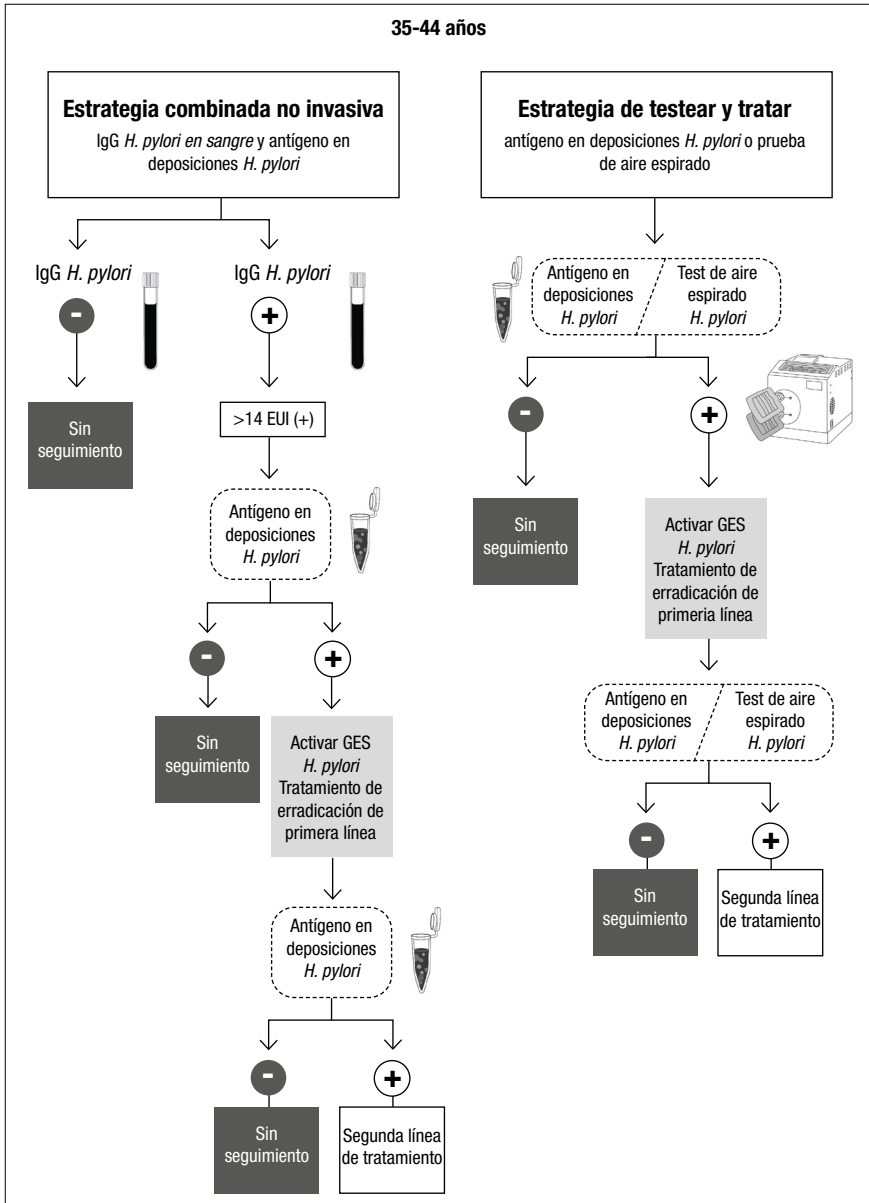 35-44 años
Estrategia combinada no invasiva
IgG H. pylori en sangre y antígeno en
deposiciones H. pylori
IgG H. pylori
-
Sin
seguimiento
IgG H. pylori
+
>14 EUI (+)
Antígeno en
deposiciones
H. pylori
-
Sin
seguimiento
+
Activar GES
H. pylori
Tratamiento de
erradicación de
primera línea
Antígeno en
deposiciones
H. pylori
-
Sin
seguimiento
+
Segunda línea
de tratamiento
Estrategia de testear y tratar
antígeno en deposiciones H. pylori o prueba
de aire espirado
Antígeno en
deposiciones
H. pylori
Test de aire
espirado
H. pylori
-
Sin
seguimiento
+
Activar GES
H. pylori
Tratamiento de
erradicación de
primeria línea
Antígeno en
deposiciones
H. pylori
Test de aire
espirado
H. pylori
-
Sin
seguimiento
+
Segunda línea
de tratamiento